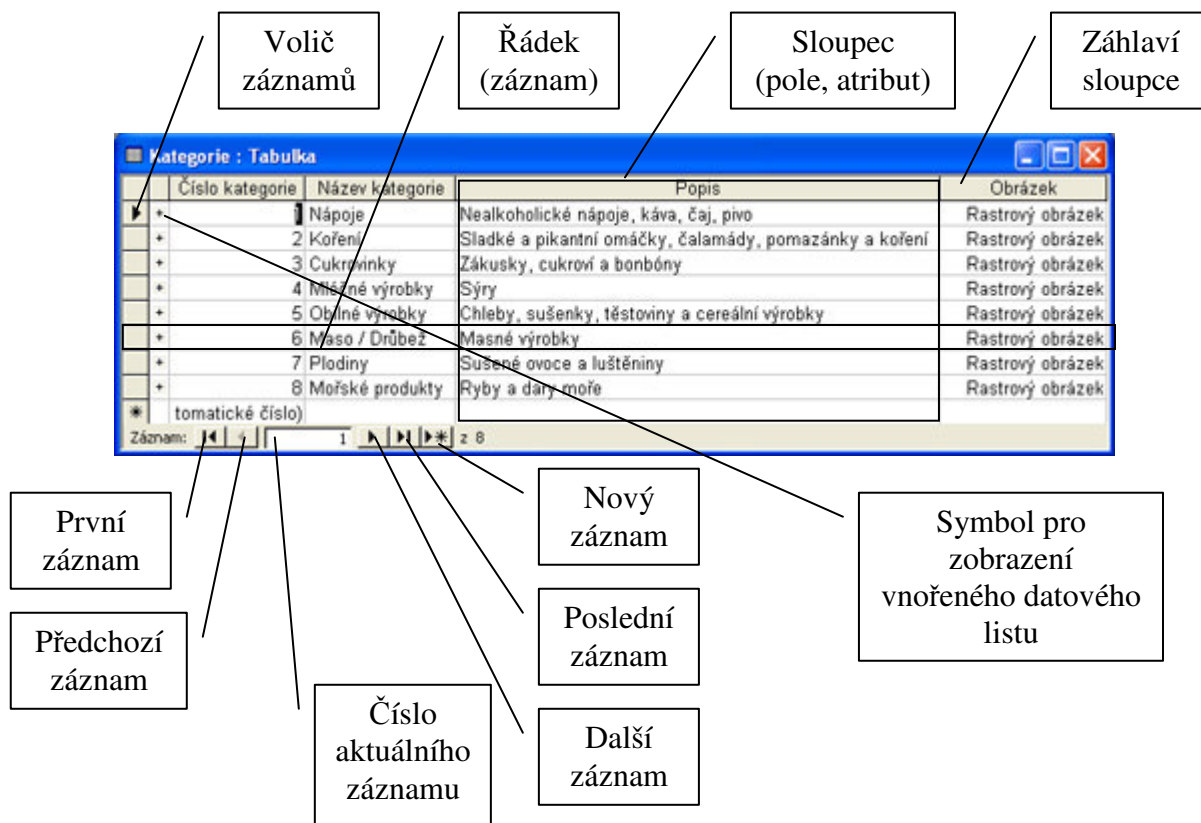 Volič
záznamů
Řádek
(záznam)
Sloupec
(pole, atribut)
Záhlaví
sloupce
Kategorie : Tabulka
Číslo kategorie Název kategorie Popis Obrázek
+ 1 Nápoje Nealkoholické nápoje, káva, čaj, pivo Rastrový obrázek
+ 2 Koření Sladké a pikantní omáčky, čalamády, pomazánky a koření Rastrový obrázek
+ 3 Cukrovinky Zákusky, cukroví a bonbóny Rastrový obrázek
+ 4 Mléčné výrobky Sýry Rastrový obrázek
+ 5 Obilné výrobky Chleby, sušenky, těstoviny a cereální výrobky Rastrový obrázek
+ 6 Maso / Drůbež Masné výrobky Rastrový obrázek
+ 7 Plodiny Sušené ovoce a luštěniny Rastrový obrázek
+ 8 Mořské produkty Ryby a dary moře Rastrový obrázek
tomatické číslo)
Záznam: 1 z 8
První
záznam
Nový
záznam
Symbol pro
zobrazení
vnořeného datového
listu
Předchozí
záznam
Poslední
záznam
Číslo
aktuálního
záznamu
Další
záznam